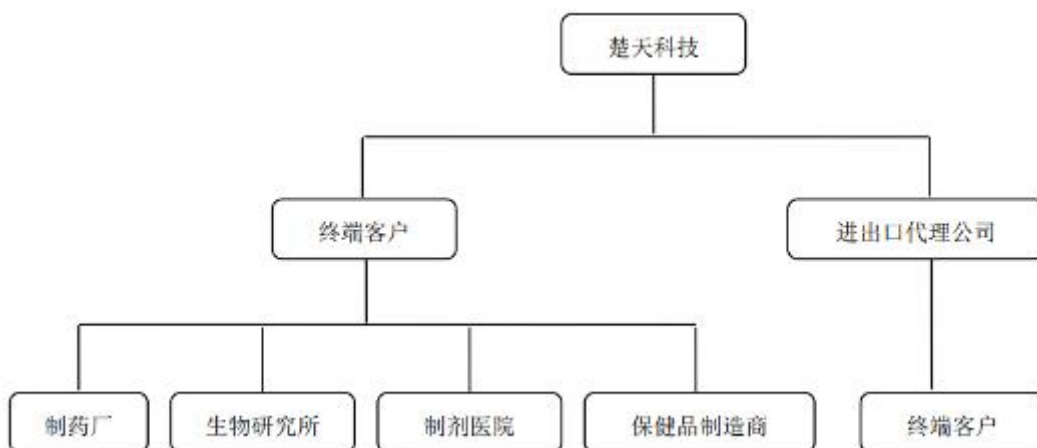 楚天科技
终端客户
进出口代理公司
制药厂
生物研究所
制剂医院
保健品制造商
终端客户